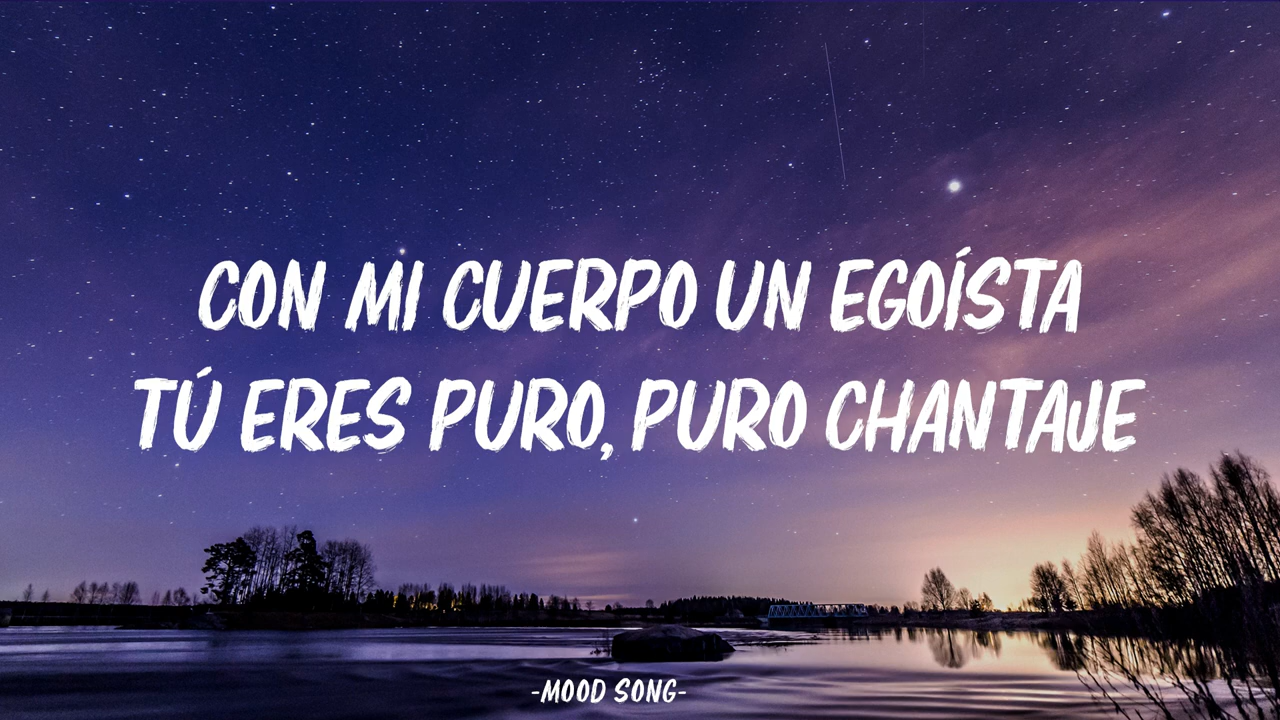 CON MI CUERPO UN EGOÍSTA
TÚ ERES PURO, PURO CHANTAJE
-MOOD SONG-